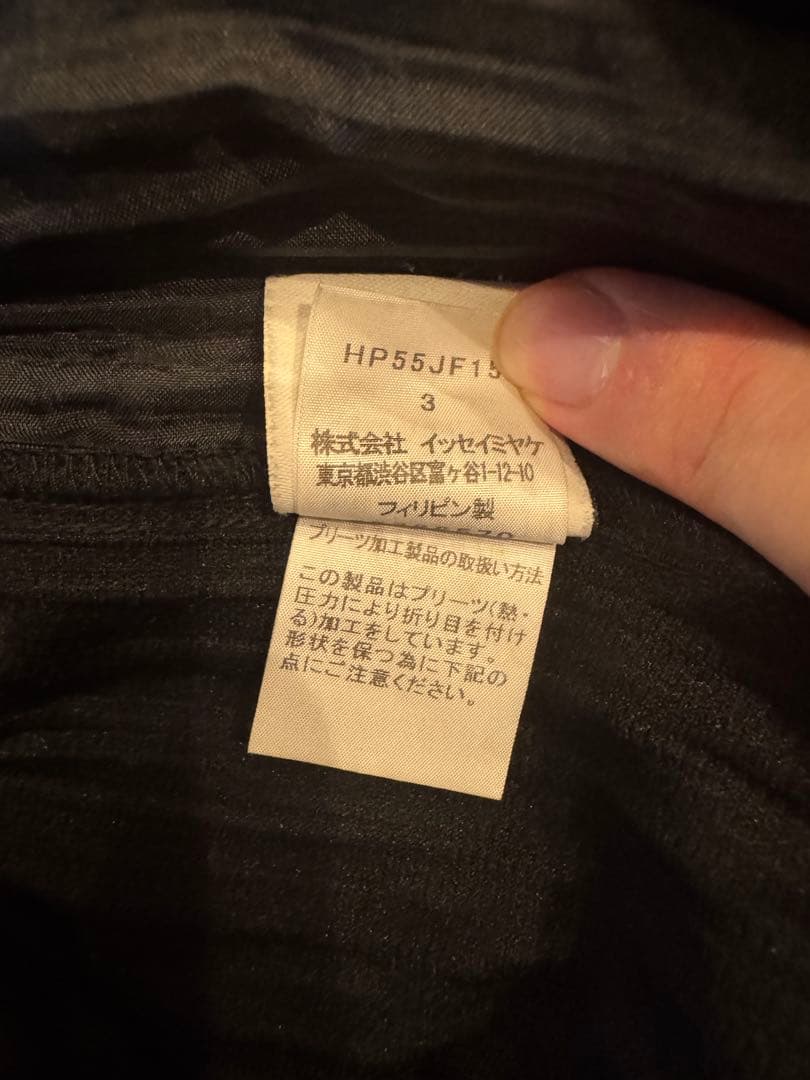 HP55JF15
3
株式会社 イッセイミヤケ
東京都渋谷区富ヶ谷1-12-10
フィリピン製
プリーツ加工製品の取扱い方法
この製品はプリーツ(熱・
圧力により折り目を付け
る)加工をしています。
形状を保つ為に下記の
点にご注意ください。